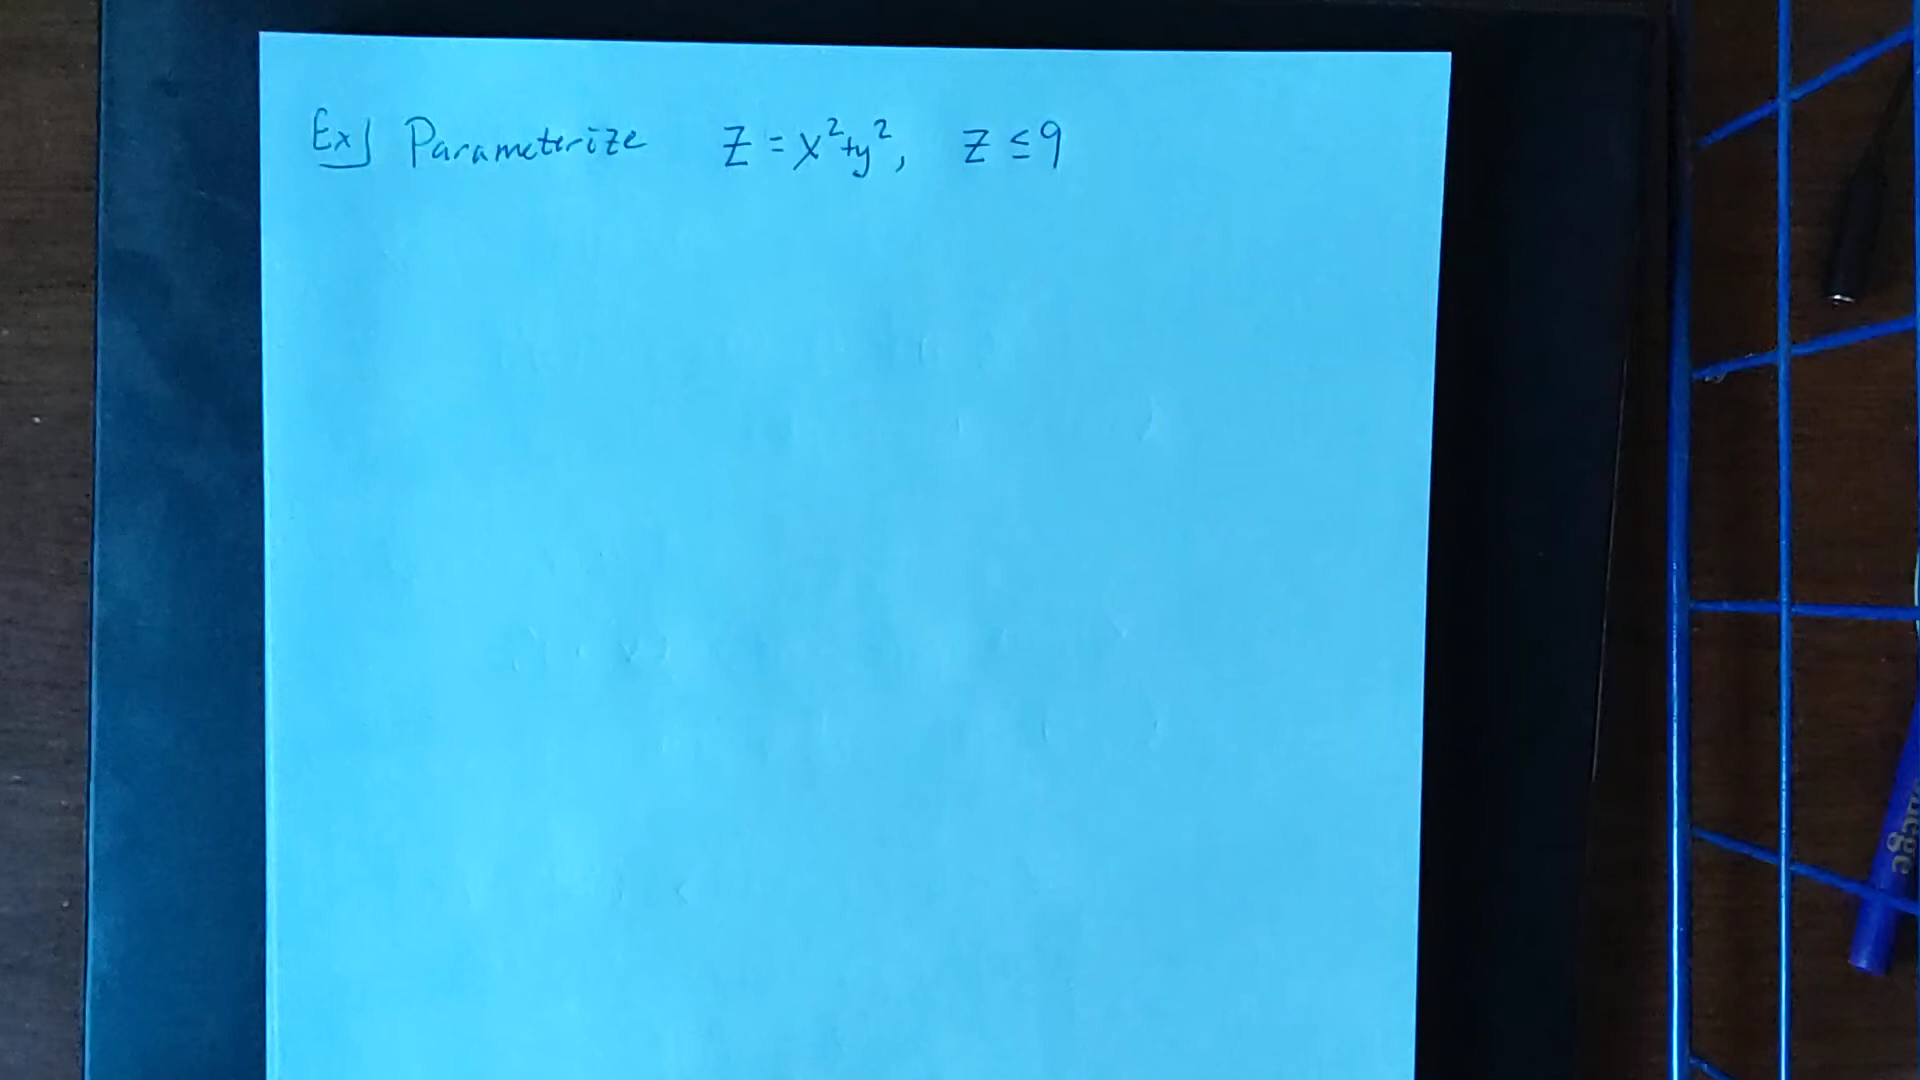 Ex) Parameterize z = x²+y², z ≤ 9